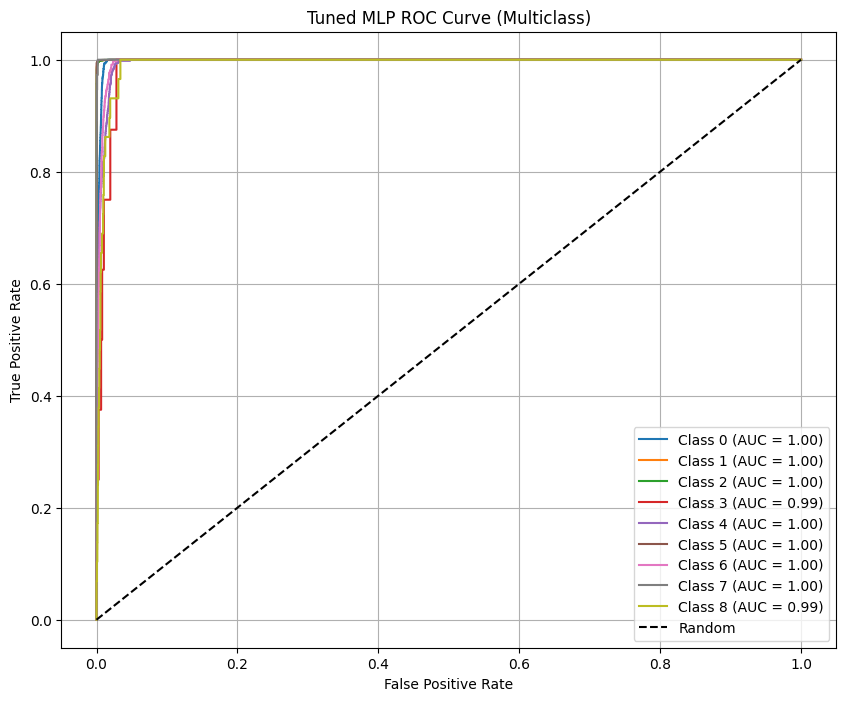 Tuned MLP ROC Curve (Multiclass)
True Positive Rate
1.0
0.8
0.6
0.4
0.2
0.0
0.0 0.2 0.4 0.6 0.8 1.0
False Positive Rate
Class 0 (AUC = 1.00)
Class 1 (AUC = 1.00)
Class 2 (AUC = 1.00)
Class 3 (AUC = 0.99)
Class 4 (AUC = 1.00)
Class 5 (AUC = 1.00)
Class 6 (AUC = 1.00)
Class 7 (AUC = 1.00)
Class 8 (AUC = 0.99)
Random